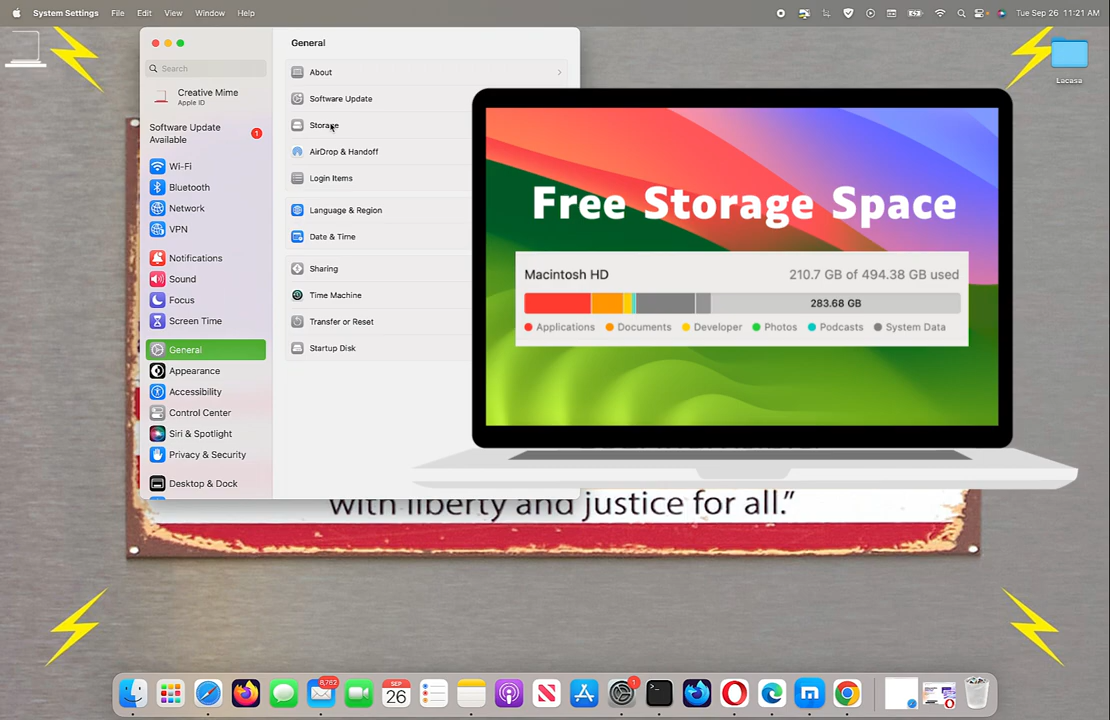 System Settings File Edit View Window Help
Tue Sep 26 11:21 AM
Lacasa
General
Search
Creative Mime
Apple ID
Software Update
Available
1
Wi-Fi
Bluetooth
Network
VPN
Notifications
Sound
Focus
Screen Time
General
Appearance
Accessibility
Control Center
Siri & Spotlight
Privacy & Security
Desktop & Dock
About
Software Update
Storage
AirDrop & Handoff
Login Items
Language & Region
Date & Time
Sharing
Time Machine
Transfer or Reset
Startup Disk
Free Storage Space
Macintosh HD 210.7 GB of 494.38 GB used
283.68 GB
Applications Documents Developer Photos Podcasts System Data
with liberty and justice for all.”
8,782
SEP
26
1